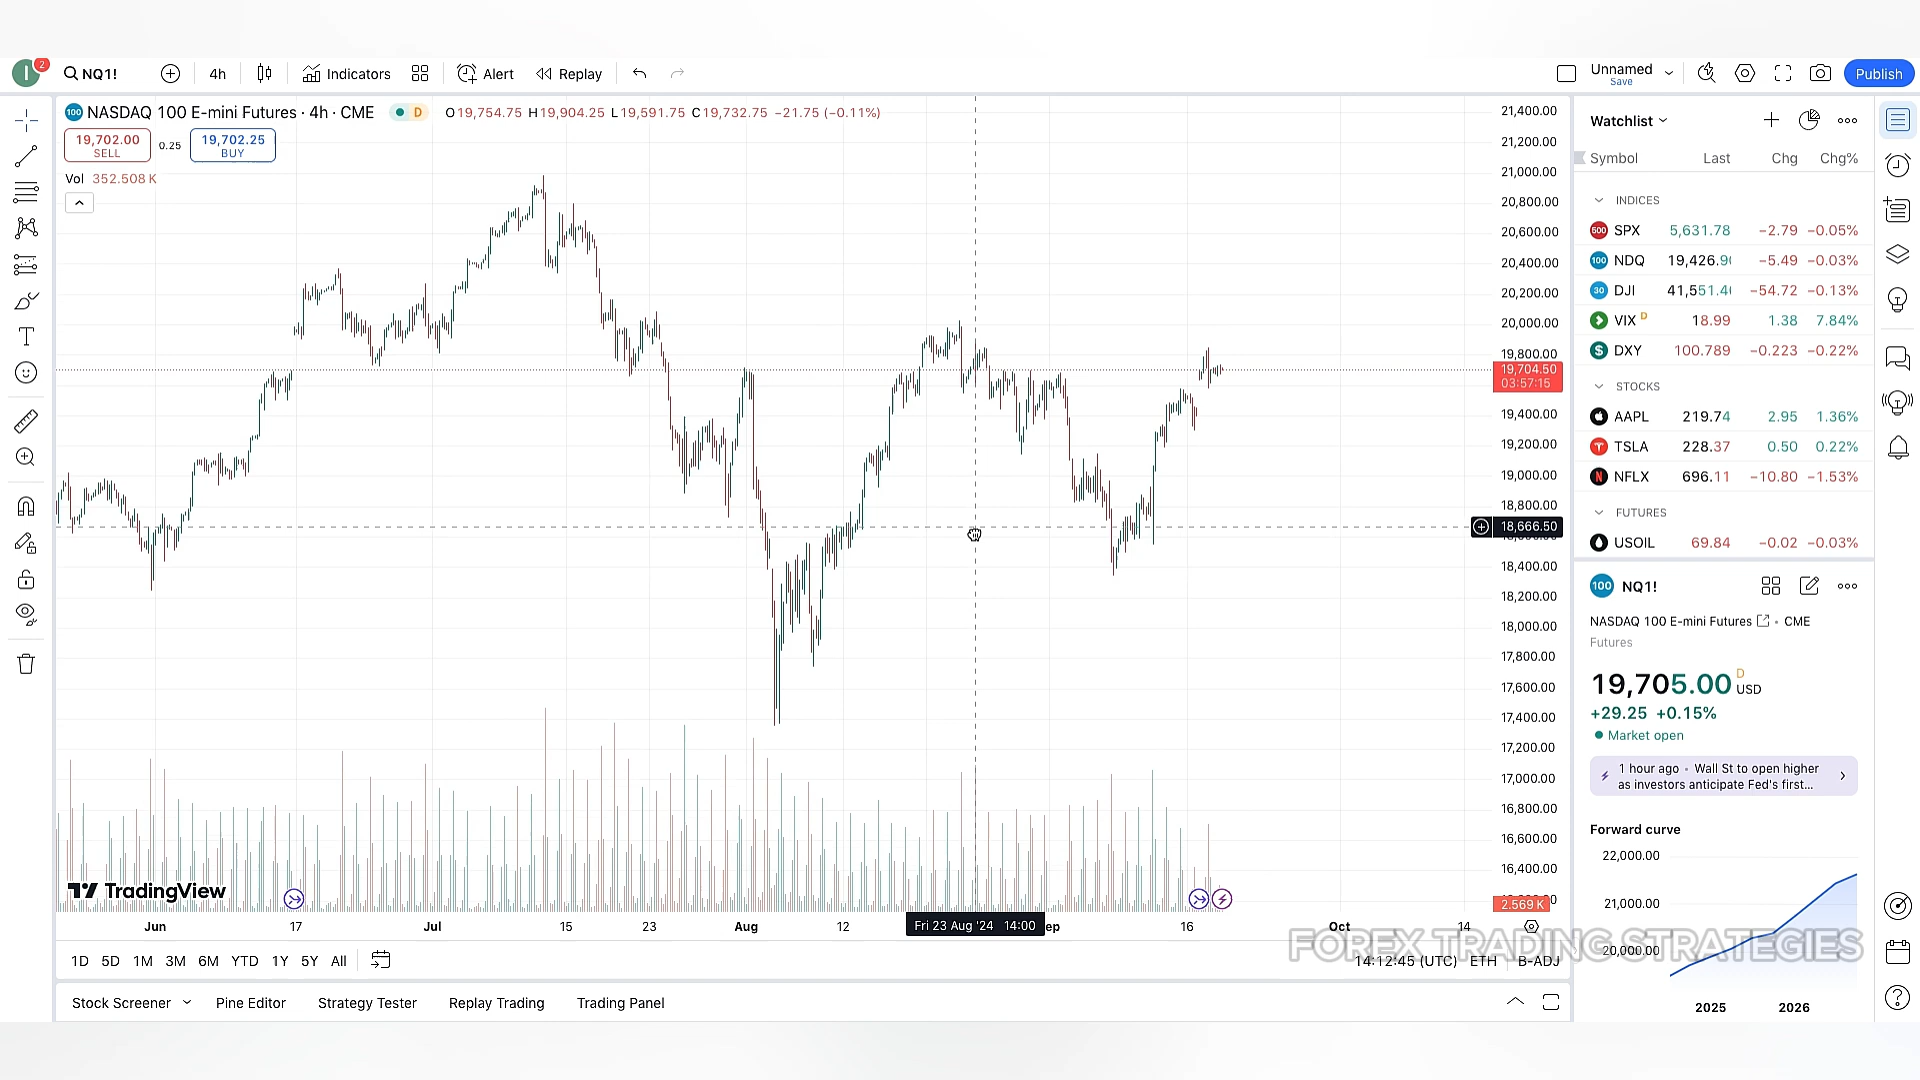 I 2 NQ1! 4h Indicators Alert Replay Unnamed Save Publish
100 NASDAQ 100 E-mini Futures · 4h · CME D O19,754.75 H19,904.25 L19,591.75 C19,732.75 −21.75 (−0.11%)
19,702.00 SELL 0.25 19,702.25 BUY
Vol 352.508 K
21,400.00
21,200.00
21,000.00
20,800.00
20,600.00
20,400.00
20,200.00
20,000.00
19,800.00
19,704.50
03:57:15
19,400.00
19,200.00
19,000.00
18,800.00
18,666.50
18,400.00
18,200.00
18,000.00
17,800.00
17,600.00
17,400.00
17,200.00
17,000.00
16,800.00
16,600.00
16,400.00
2.569 K
TradingView
Jun 17 Jul 15 23 Aug 12 Fri 23 Aug '24 14:00 ep 16 Oct 14
1D 5D 1M 3M 6M YTD 1Y 5Y All 14:12:45 (UTC) ETH B-ADJ
Stock Screener Pine Editor Strategy Tester Replay Trading Trading Panel
Watchlist
Symbol Last Chg Chg%
INDICES
500 SPX 5,631.78 −2.79 −0.05%
100 NDQ 19,426.90 −5.49 −0.03%
30 DJI 41,551.40 −54.72 −0.13%
VIX D 18.99 1.38 7.84%
$ DXY 100.789 −0.223 −0.22%
STOCKS
AAPL 219.74 2.95 1.36%
TSLA 228.37 0.50 0.22%
N NFLX 696.11 −10.80 −1.53%
FUTURES
USOIL 69.84 −0.02 −0.03%
100 NQ1!
NASDAQ 100 E-mini Futures · CME
Futures
19,705.00 D USD
+29.25 +0.15%
Market open
1 hour ago · Wall St to open higher
as investors anticipate Fed's first...
Forward curve
22,000.00
21,000.00
20,000.00
2025 2026
FOREX TRADING STRATEGIES